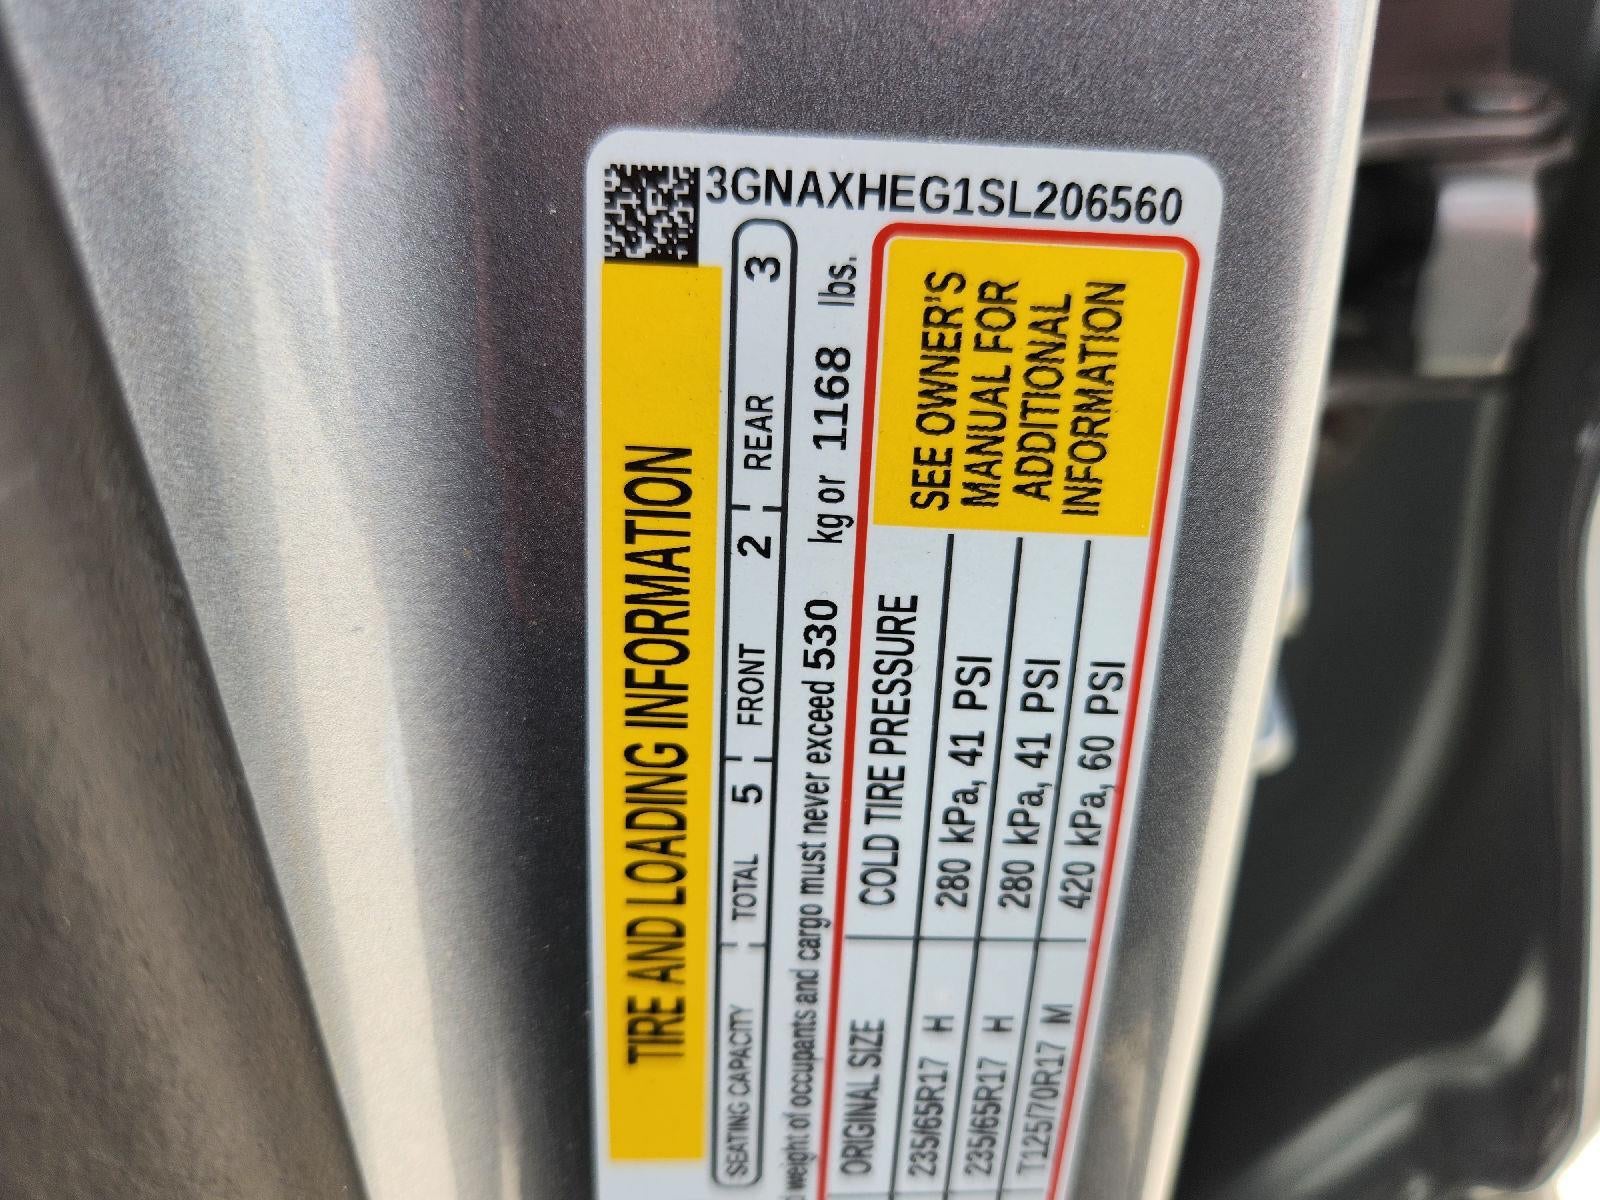 3GNAXHEG1SL206560
TIRE AND LOADING INFORMATION
SEATING CAPACITY TOTAL 5 FRONT 2 REAR 3
weight of occupants and cargo must never exceed 530 kg or 1168 lbs.
ORIGINAL SIZE COLD TIRE PRESSURE
235/65R17 H 280 kPa, 41 PSI
235/65R17 H 280 kPa, 41 PSI
T125/70R17 M 420 kPa, 60 PSI
SEE OWNER'S
MANUAL FOR
ADDITIONAL
INFORMATION